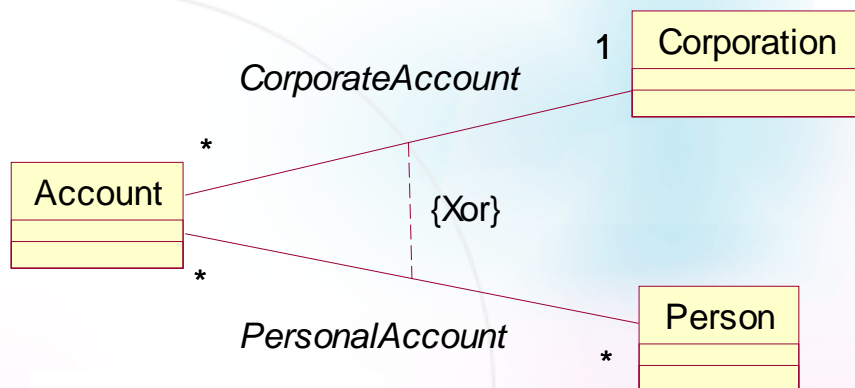 1
Corporation
CorporateAccount
*
Account
{Xor}
*
PersonalAccount
Person
*